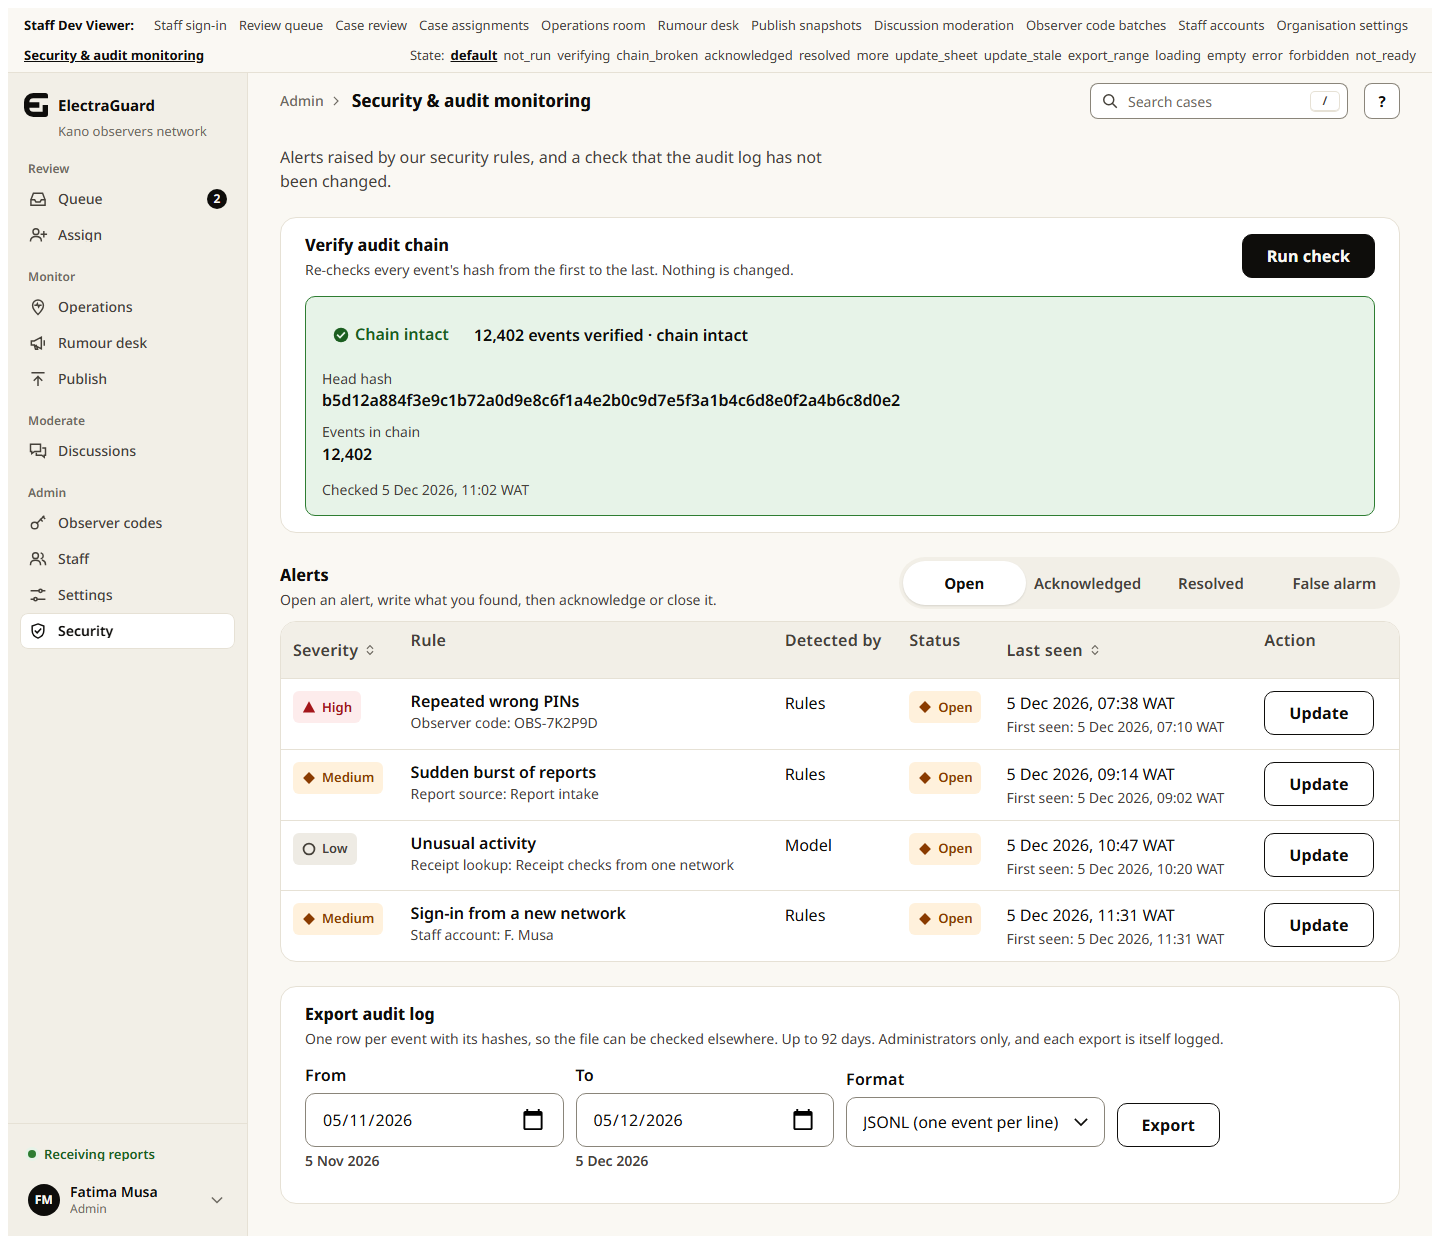 Staff Dev Viewer: Staff sign-in Review queue Case review Case assignments Operations room Rumour desk Publish snapshots Discussion moderation Observer code batches Staff accounts Organisation settings
Security & audit monitoring State: default not_run verifying chain_broken acknowledged resolved more update_sheet update_stale export_range loading empty error forbidden not_ready
ElectraGuard
Kano observers network
Review
Queue 2
Assign
Monitor
Operations
Rumour desk
Publish
Moderate
Discussions
Admin
Observer codes
Staff
Settings
Security
Receiving reports
FM Fatima Musa
Admin
Admin Security & audit monitoring
Search cases / ?
Alerts raised by our security rules, and a check that the audit log has not
been changed.
Verify audit chain
Re-checks every event's hash from the first to the last. Nothing is changed.
Run check
Chain intact 12,402 events verified · chain intact
Head hash
b5d12a884f3e9c1b72a0d9e8c6f1a4e2b0c9d7e5f3a1b4c6d8e0f2a4b6c8d0e2
Events in chain
12,402
Checked 5 Dec 2026, 11:02 WAT
Alerts
Open an alert, write what you found, then acknowledge or close it.
Open Acknowledged Resolved False alarm
Severity Rule Detected by Status Last seen Action
High Repeated wrong PINs Rules Open 5 Dec 2026, 07:38 WAT Update
Observer code: OBS-7K2P9D First seen: 5 Dec 2026, 07:10 WAT
Medium Sudden burst of reports Rules Open 5 Dec 2026, 09:14 WAT Update
Report source: Report intake First seen: 5 Dec 2026, 09:02 WAT
Low Unusual activity Model Open 5 Dec 2026, 10:47 WAT Update
Receipt lookup: Receipt checks from one network First seen: 5 Dec 2026, 10:20 WAT
Medium Sign-in from a new network Rules Open 5 Dec 2026, 11:31 WAT Update
Staff account: F. Musa First seen: 5 Dec 2026, 11:31 WAT
Export audit log
One row per event with its hashes, so the file can be checked elsewhere. Up to 92 days. Administrators only, and each export is itself logged.
From To Format
05/11/2026 05/12/2026 JSONL (one event per line) Export
5 Nov 2026 5 Dec 2026